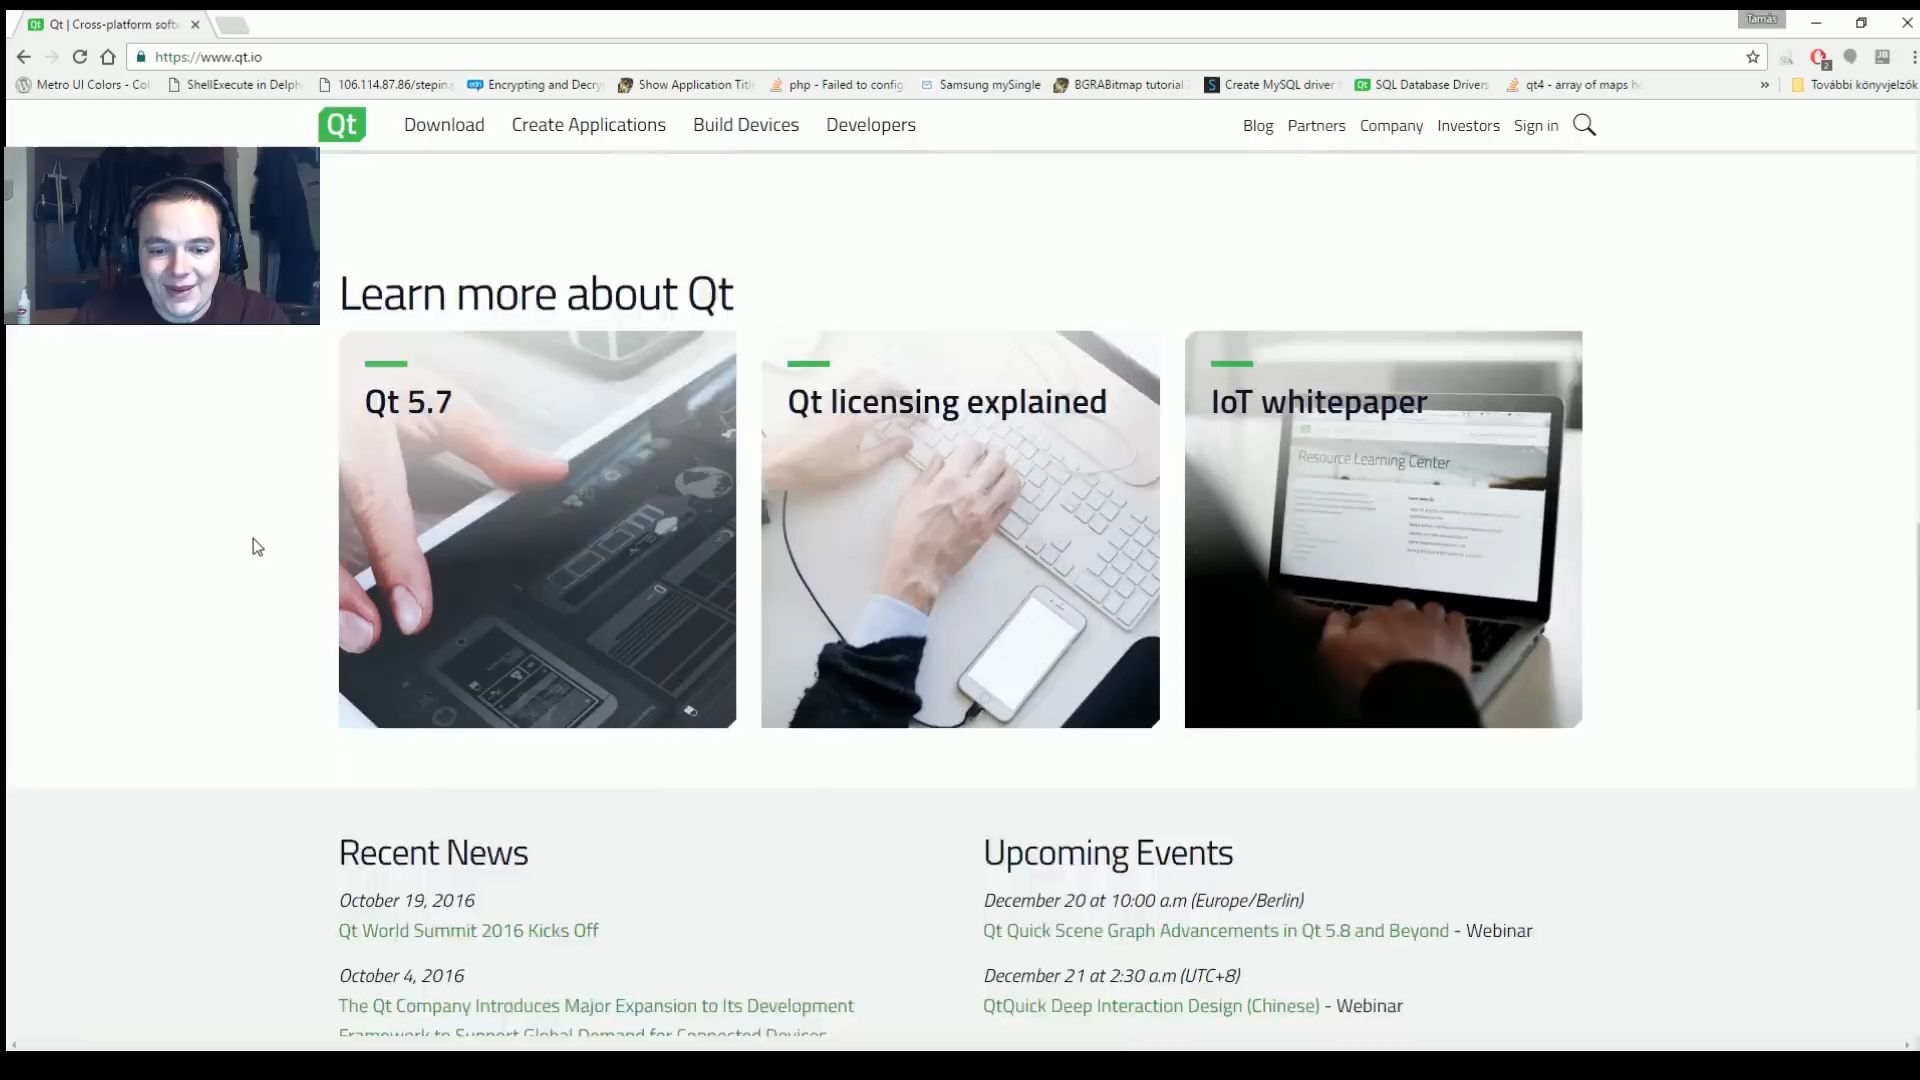 Qt | Cross-platform soft
Tamás
https://www.qt.io
Metro UI Colors - Col
ShellExecute in Delph
106.114.87.86/stepin
Encrypting and Decry
Show Application Titl
php - Failed to config
Samsung mySingle
BGRABitmap tutorial
Create MySQL driver
SQL Database Drivers
qt4 - array of maps
»
További könyvjelzők
Qt
Download
Create Applications
Build Devices
Developers
Blog
Partners
Company
Investors
Sign in
Learn more about Qt
Qt 5.7
Qt licensing explained
IoT whitepaper
Resource Learning Center
Recent News
October 19, 2016
Qt World Summit 2016 Kicks Off
October 4, 2016
The Qt Company Introduces Major Expansion to Its Development
Framework to Support Global Demand for Connected Devices
Upcoming Events
December 20 at 10:00 a.m (Europe/Berlin)
Qt Quick Scene Graph Advancements in Qt 5.8 and Beyond - Webinar
December 21 at 2:30 a.m (UTC+8)
QtQuick Deep Interaction Design (Chinese) - Webinar